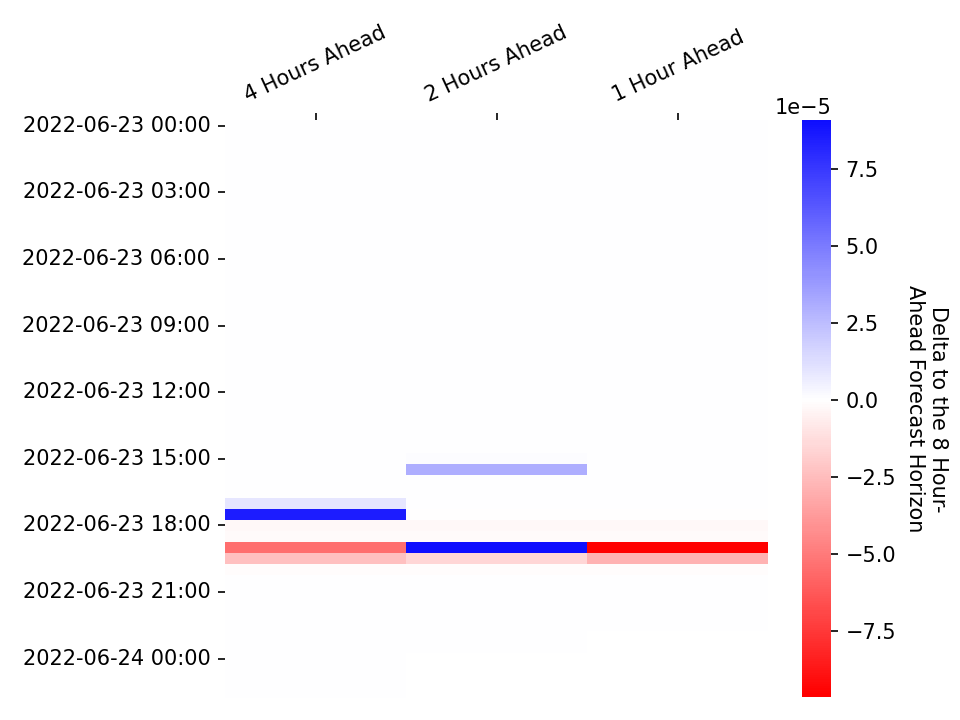 4 Hours Ahead
2 Hours Ahead
1 Hour Ahead
1e−5
2022-06-23 00:00
2022-06-23 03:00
2022-06-23 06:00
2022-06-23 09:00
2022-06-23 12:00
2022-06-23 15:00
2022-06-23 18:00
2022-06-23 21:00
2022-06-24 00:00
7.5
5.0
2.5
0.0
−2.5
−5.0
−7.5
Delta to the 8 Hour-
Ahead Forecast Horizon